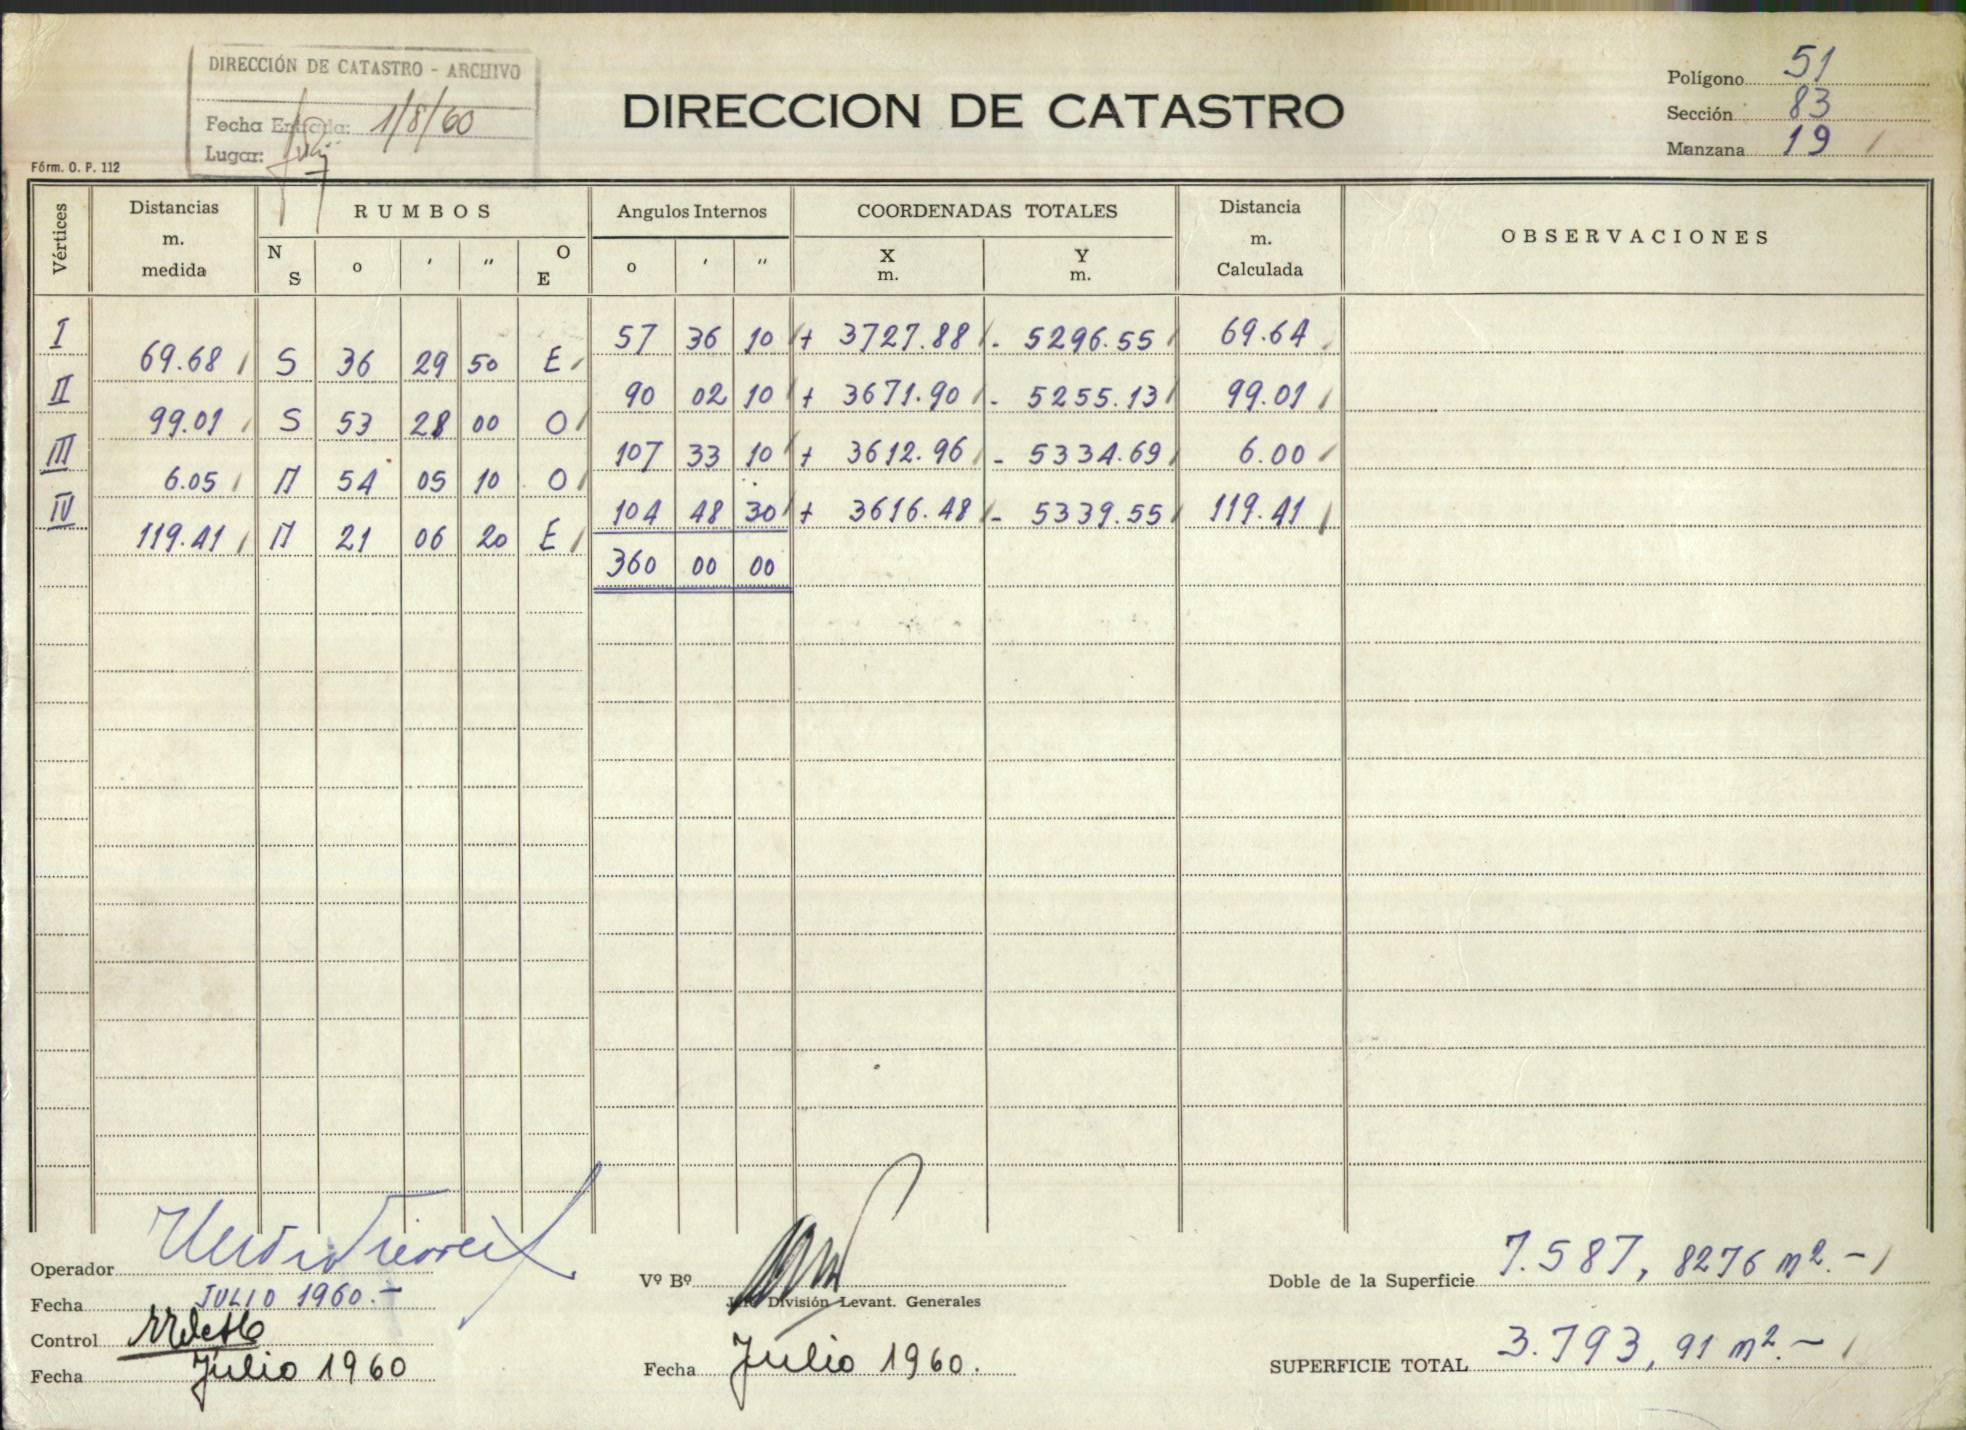 DIRECCIÓN DE CATASTRO - ARCHIVO
Fecha Entrada: 1/8/60
Lugar:
DIRECCION DE CATASTRO
Polígono 51
Sección 83
Manzana 19
Fórm. O. P. 112
Vértices Distancias m. medida RUMBOS Angulos Internos COORDENADAS TOTALES Distancia m. Calculada OBSERVACIONES
N S o ' '' O E o ' '' X m. Y m.
I 57 36 10 + 3727.88 - 5296.55 69.64
69.68 S 36 29 50 E
II 90 02 10 + 3671.90 - 5255.13 99.01
99.01 S 53 28 00 O
III 107 33 10 + 3612.96 - 5334.69 6.00
6.05 N 54 05 10 O
IV 104 48 30 + 3616.48 - 5339.55 119.41
119.41 N 21 06 20 E
360 00 00
Operador
Fecha JULIO 1960.-
Control
Fecha Julio 1960
Vº Bº
Jefe División Levant. Generales
Fecha Julio 1960.
Doble de la Superficie 7.587,8276 m2.-
SUPERFICIE TOTAL 3.793,91 m2.-